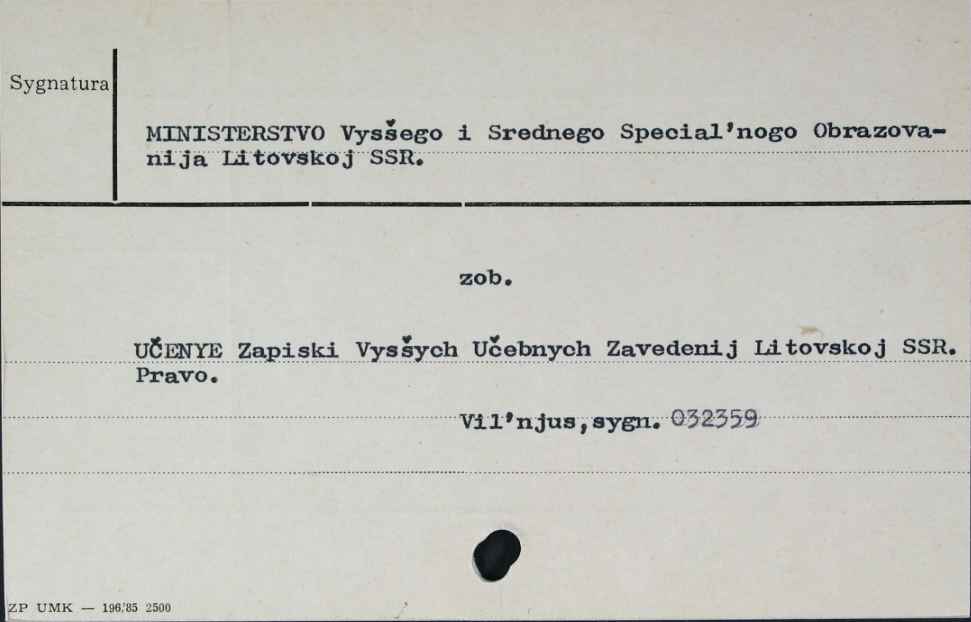 Sygnatura
MINISTERSTVO Vysšego i Srednego Special'nogo Obrazova-
nija Litovskoj SSR.
zob.
UČENYE Zapiski Vysšych Učebnych Zavedenij Litovskoj SSR.
Pravo.
Vil'njus,sygn. 032359
ZP UMK — 196/85 2500